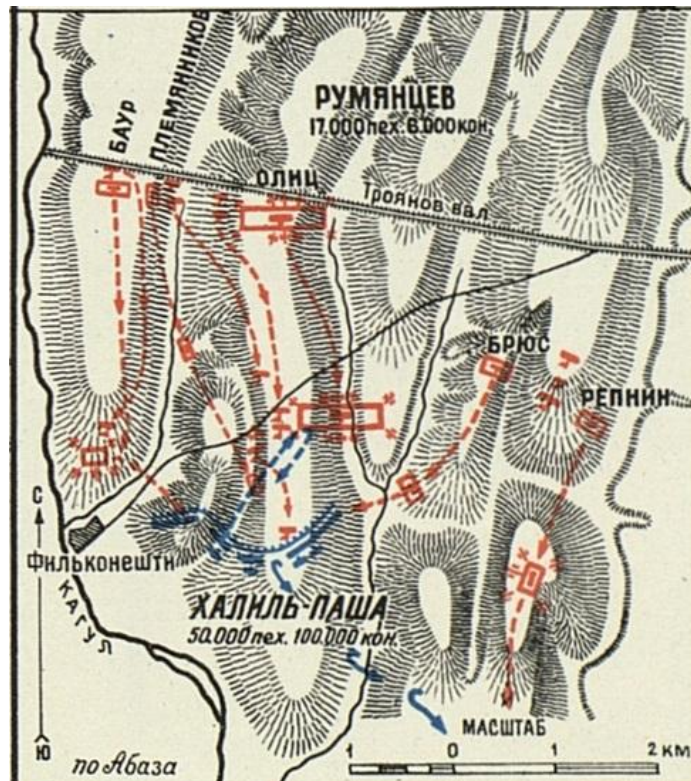 БАУР
ПЛЕМЯННИКОВ
РУМЯНЦЕВ
17.000 пех. 6.000 кон.
ОЛИЦ
Троянов вал
БРЮС
РЕПНИН
С
Фильконешти
КАГУЛ
ХАЛИЛЬ-ПАША
50.000 пех. 100.000 кон.
Ю
по Абаза
МАСШТАБ
1 0 1 2 км